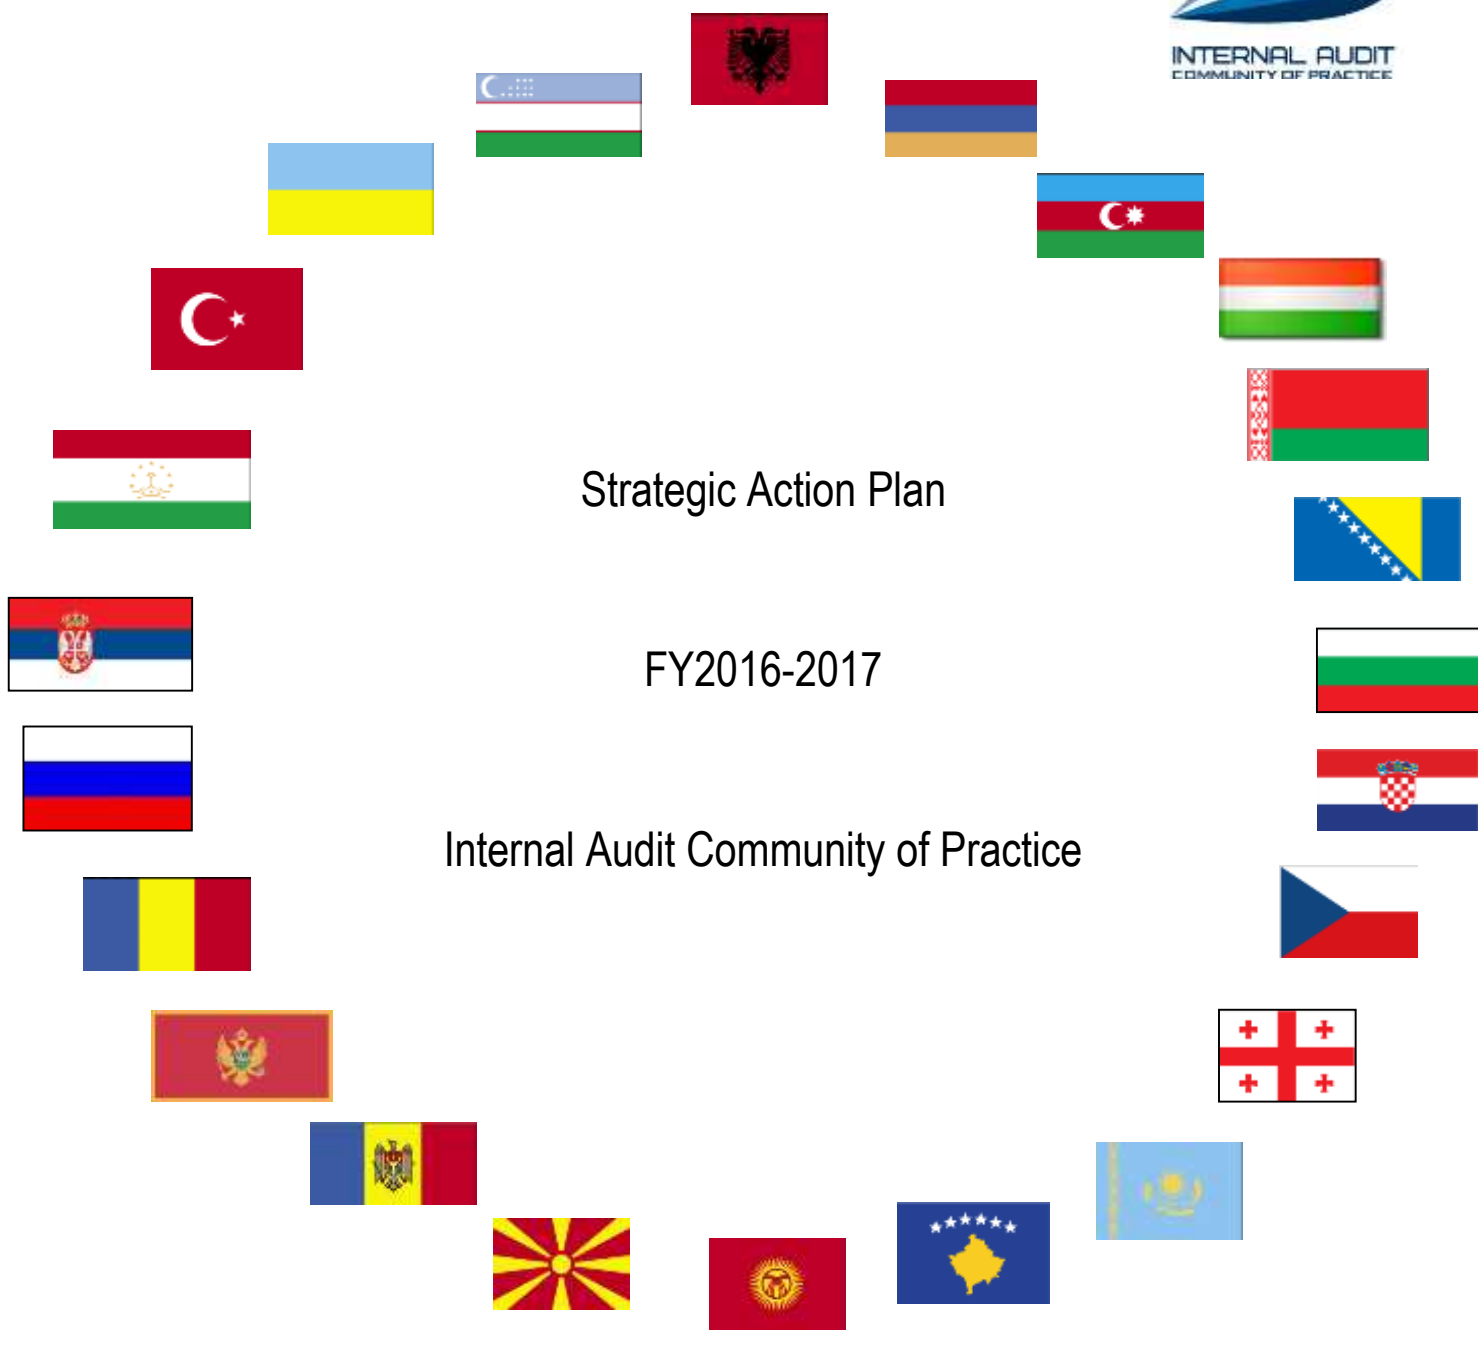 INTERNAL AUDIT
COMMUNITY OF PRACTICE
Strategic Action Plan
FY2016-2017
Internal Audit Community of Practice